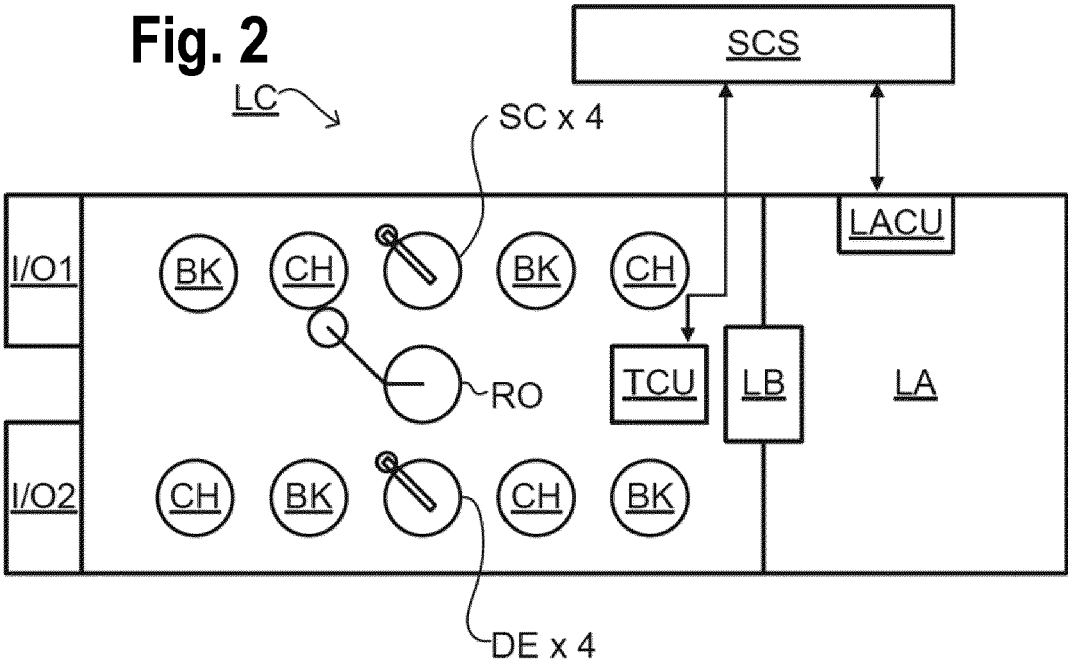 Fig. 2
SCS
LC
SC x 4
I/O1
BK
CH
BK
CH
LACU
RO
TCU
LB
LA
I/O2
CH
BK
CH
BK
DE x 4